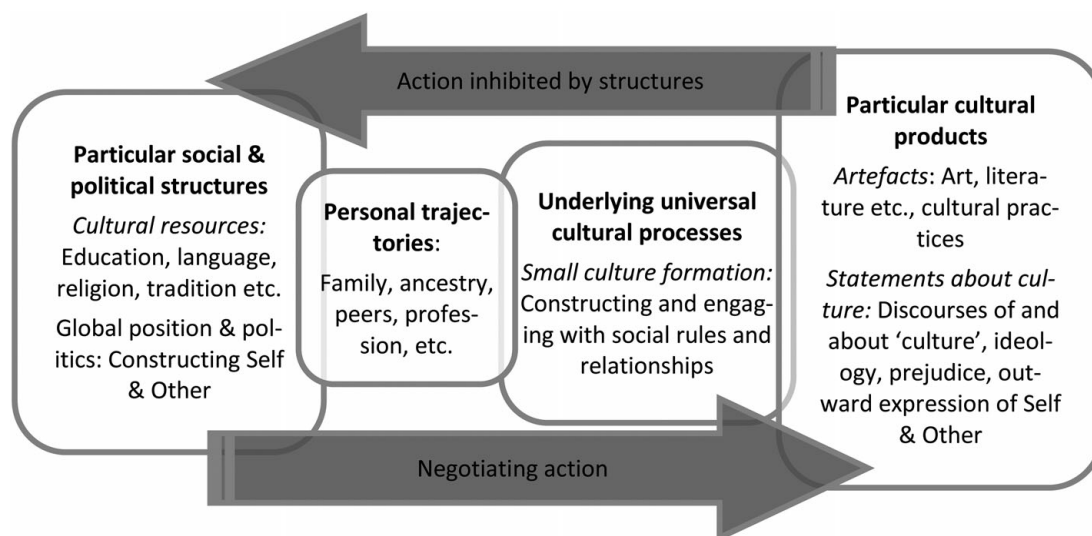 Action inhibited by structures
Particular social &
political structures
Cultural resources:
Education, language,
religion, tradition etc.
Global position & pol-
itics: Constructing Self
& Other
Personal trajec-
tories:
Family, ancestry,
peers, profes-
sion, etc.
Underlying universal
cultural processes
Small culture formation:
Constructing and engag-
ing with social rules and
relationships
Particular cultural
products
Artefacts: Art, litera-
ture etc., cultural prac-
tices
Statements about cul-
ture: Discourses of and
about ‘culture’, ideol-
ogy, prejudice, out-
ward expression of Self
& Other
Negotiating action